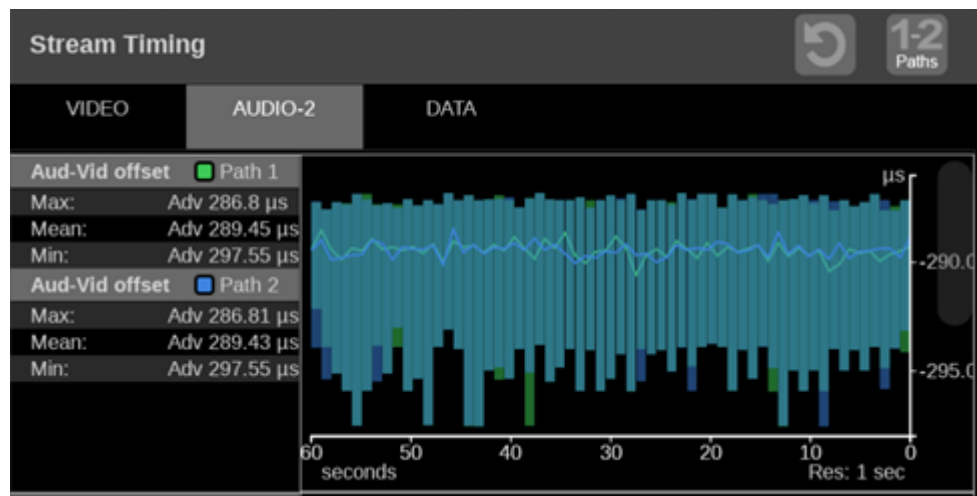 Stream Timing
1-2
Paths
VIDEO AUDIO-2 DATA
Aud-Vid offset Path 1
Max: Adv 286.8 µs
Mean: Adv 289.45 µs
Min: Adv 297.55 µs
Aud-Vid offset Path 2
Max: Adv 286.81 µs
Mean: Adv 289.43 µs
Min: Adv 297.55 µs
µs
-290.0
-295.0
60 50 40 30 20 10 0
seconds Res: 1 sec